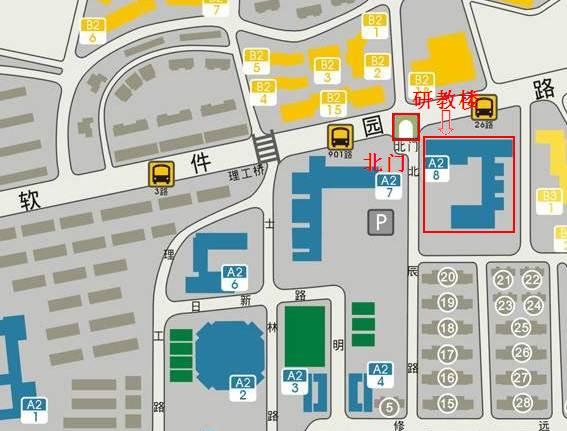 B2
7
B2
6
B2
1
B2
5
B2
3
B2
2
B2
4
B2
15
研教楼
26路
路
园
901路
北门
北门
件
理工桥
3路
软
A2
7
北
A2
8
B3
1
P
士
理
A2
6
路
日
新
辰
20
21
22
19
23
24
林
18
25
工
明
路
17
26
A2
2
A2
3
A2
4
16
27
A2
1
路
路
5
修
15
28
远